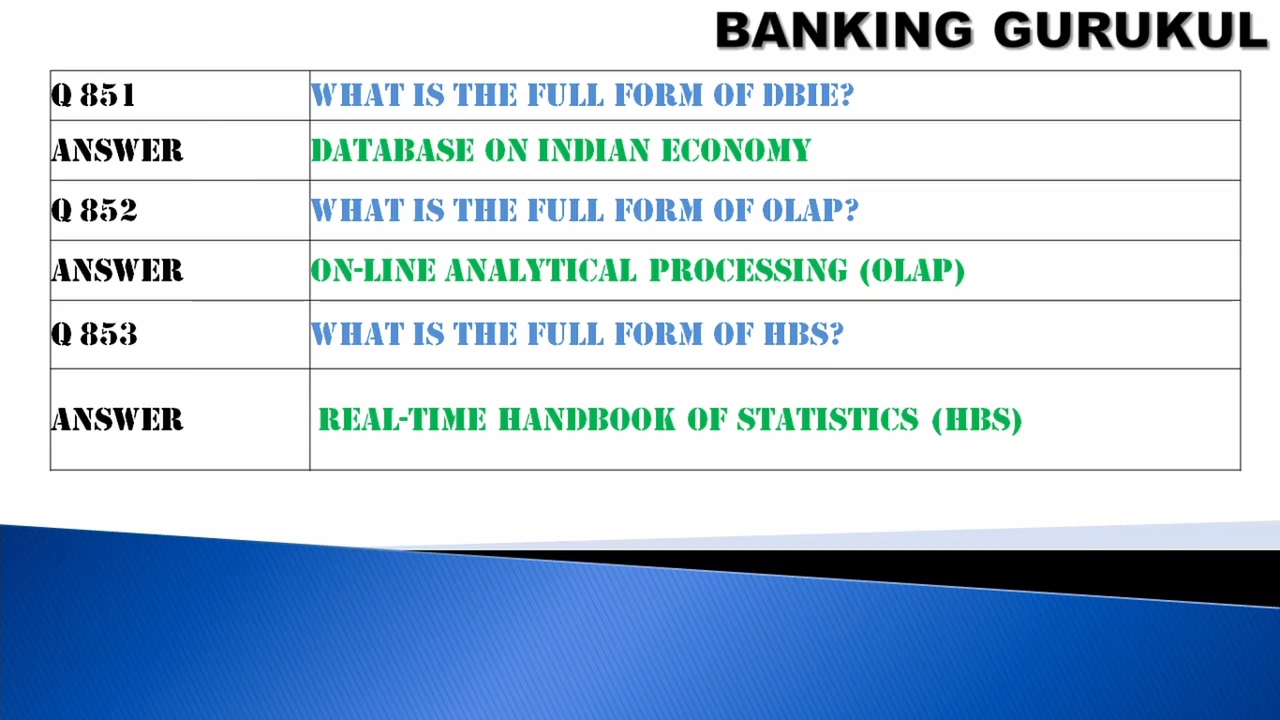 BANKING GURUKUL
Q 851 WHAT IS THE FULL FORM OF DBIE?
ANSWER DATABASE ON INDIAN ECONOMY
Q 852 WHAT IS THE FULL FORM OF OLAP?
ANSWER ON-LINE ANALYTICAL PROCESSING (OLAP)
Q 853 WHAT IS THE FULL FORM OF HBS?
ANSWER REAL-TIME HANDBOOK OF STATISTICS (HBS)